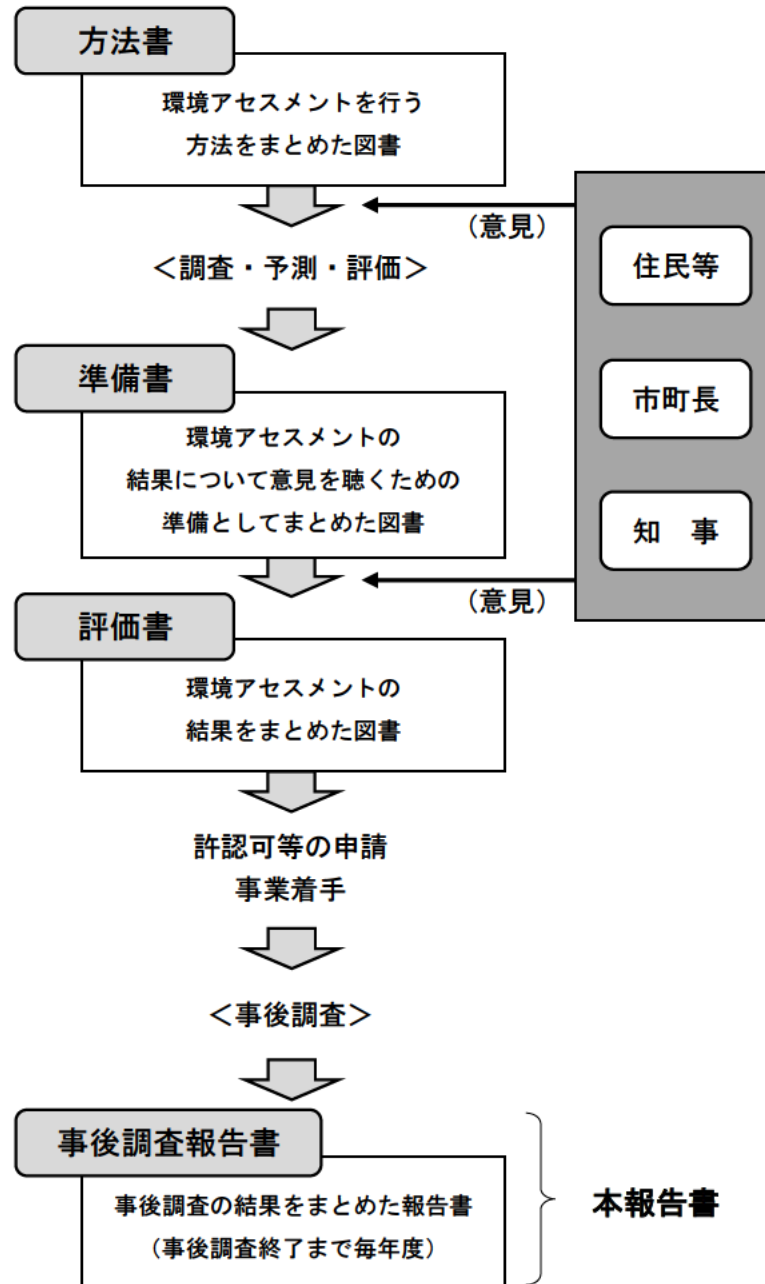 方法書
環境アセスメントを行う
方法をまとめた図書
（意見）
住民等
＜調査・予測・評価＞
準備書
市町長
環境アセスメントの
結果について意見を聴くための
準備としてまとめた図書
知　事
（意見）
評価書
環境アセスメントの
結果をまとめた図書
許認可等の申請
事業着手
＜事後調査＞
事後調査報告書
事後調査の結果をまとめた報告書
（事後調査終了まで毎年度）
本報告書